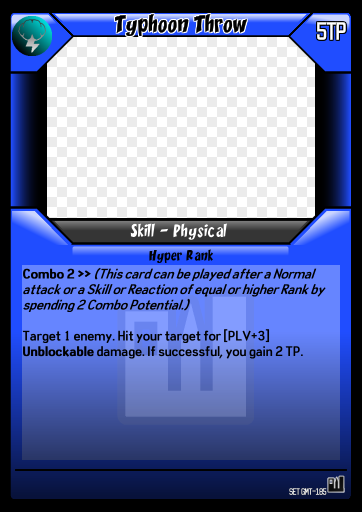 Typhoon Throw
5TP
Skill - Physical
Hyper Rank
Combo 2 >> (This card can be played after a Normal
attack or a Skill or Reaction of equal or higher Rank by
spending 2 Combo Potential.)
Target 1 enemy. Hit your target for [PLV+3]
Unblockable damage. If successful, you gain 2 TP.
SET GMT-185